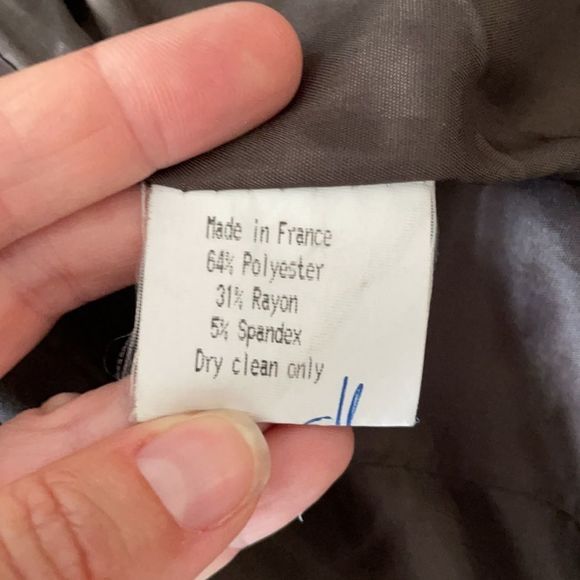 Made in France
64% Polyester
31% Rayon
5% Spandex
Dry clean only